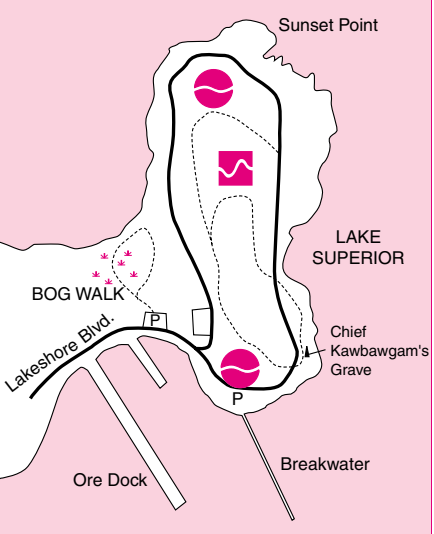 Sunset Point
LAKE
SUPERIOR
BOG WALK
P
Lakeshore Blvd.
Chief
Kawbawgam's
Grave
P
Breakwater
Ore Dock